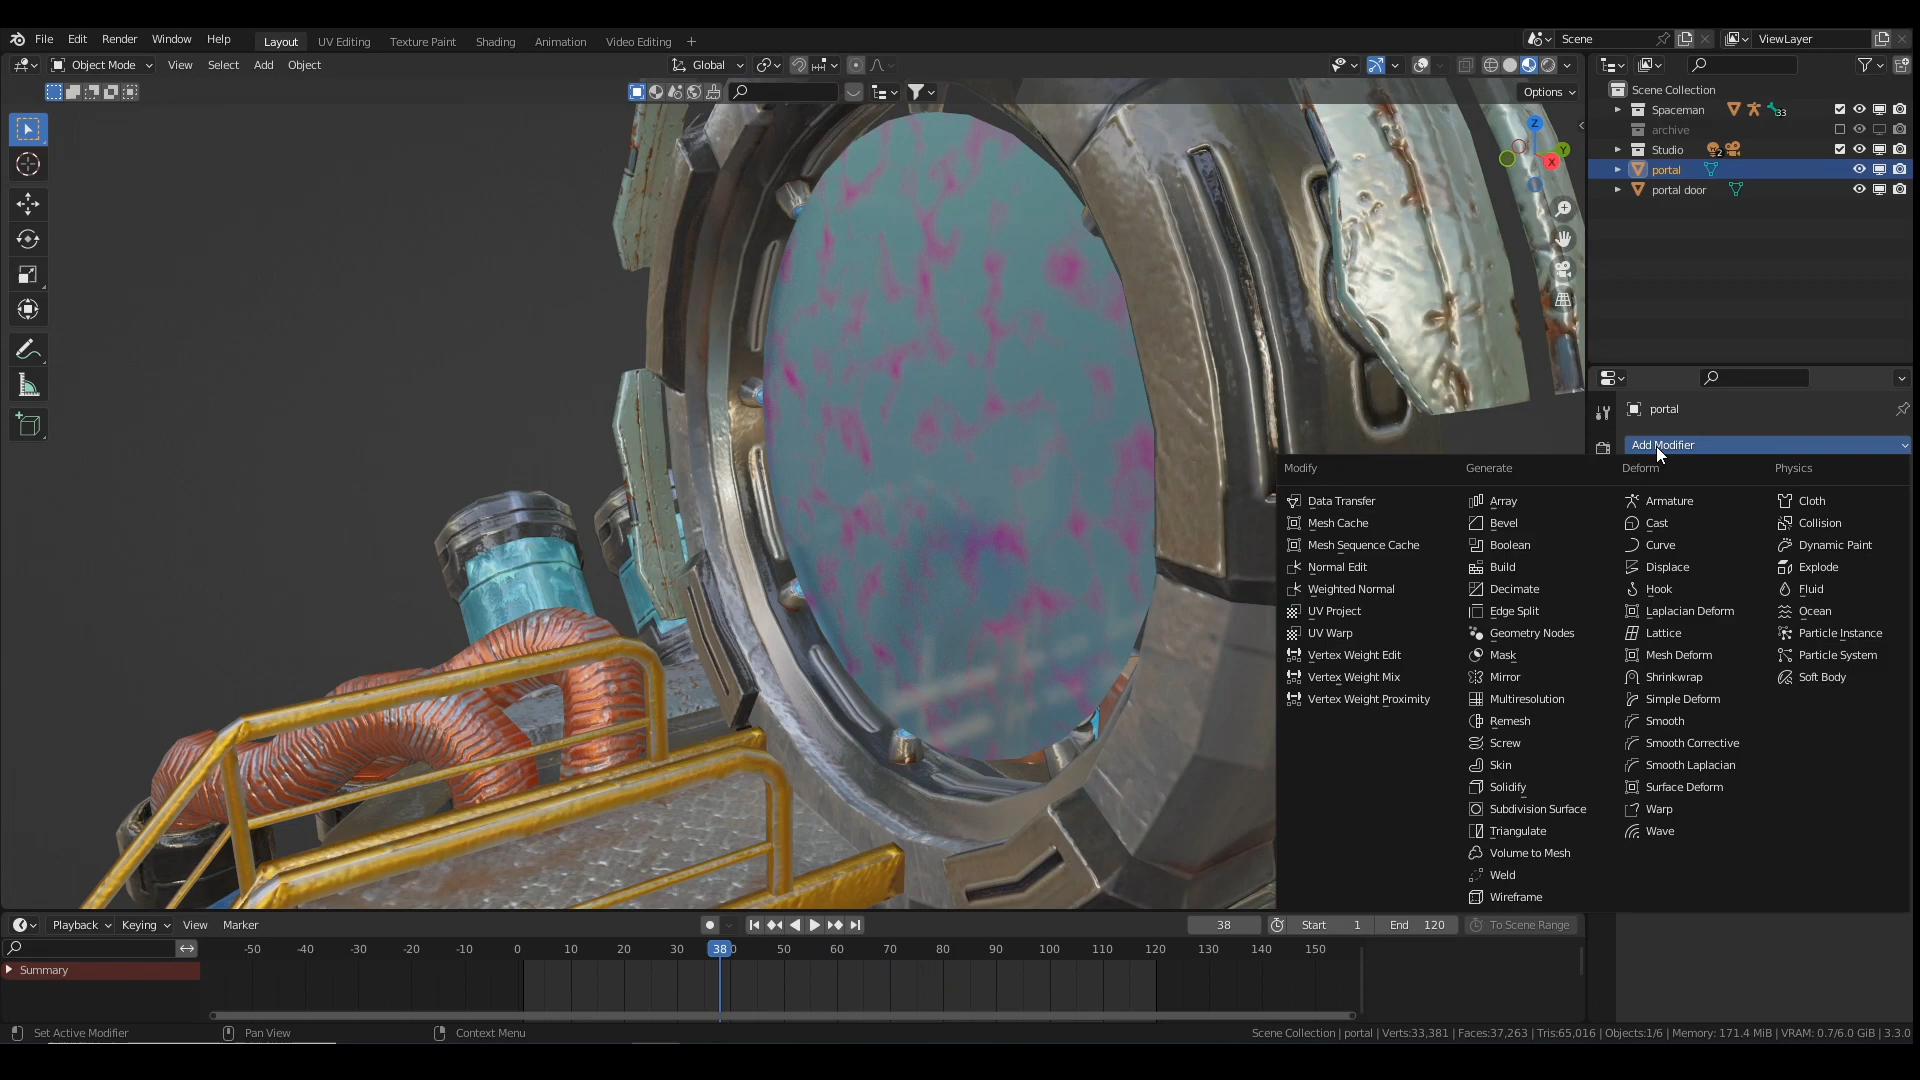 File Edit Render Window Help Layout UV Editing Texture Paint Shading Animation Video Editing + Scene ViewLayer
Object Mode View Select Add Object Global
Options
Scene Collection
Spaceman 33
archive
Studio 2
portal
portal door
Z
Y
X
portal
Add Modifier
Modify Generate Deform Physics
Data Transfer Array Armature Cloth
Mesh Cache Bevel Cast Collision
Mesh Sequence Cache Boolean Curve Dynamic Paint
Normal Edit Build Displace Explode
Weighted Normal Decimate Hook Fluid
UV Project Edge Split Laplacian Deform Ocean
UV Warp Geometry Nodes Lattice Particle Instance
Vertex Weight Edit Mask Mesh Deform Particle System
Vertex Weight Mix Mirror Shrinkwrap Soft Body
Vertex Weight Proximity Multiresolution Simple Deform
Remesh Smooth
Screw Smooth Corrective
Skin Smooth Laplacian
Solidify Surface Deform
Subdivision Surface Warp
Triangulate Wave
Volume to Mesh
Weld
Wireframe
Playback Keying View Marker 38 Start 1 End 120 To Scene Range
-50 -40 -30 -20 -10 0 10 20 30 38 50 60 70 80 90 100 110 120 130 140 150
Summary
Set Active Modifier Pan View Context Menu Scene Collection | portal | Verts:33,381 | Faces:37,263 | Tris:65,016 | Objects:1/6 | Memory: 171.4 MiB | VRAM: 0.7/6.0 GiB | 3.3.0